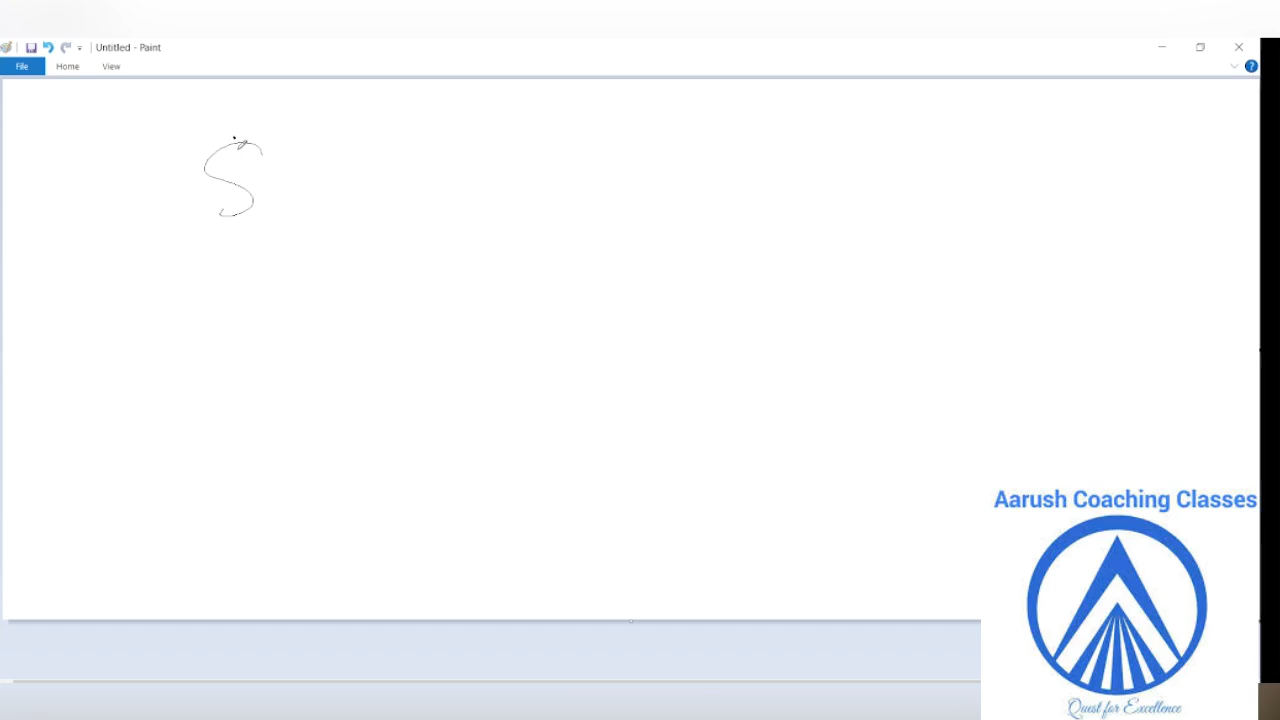 Untitled - Paint
File Home View
S
Aarush Coaching Classes
Quest for Excellence